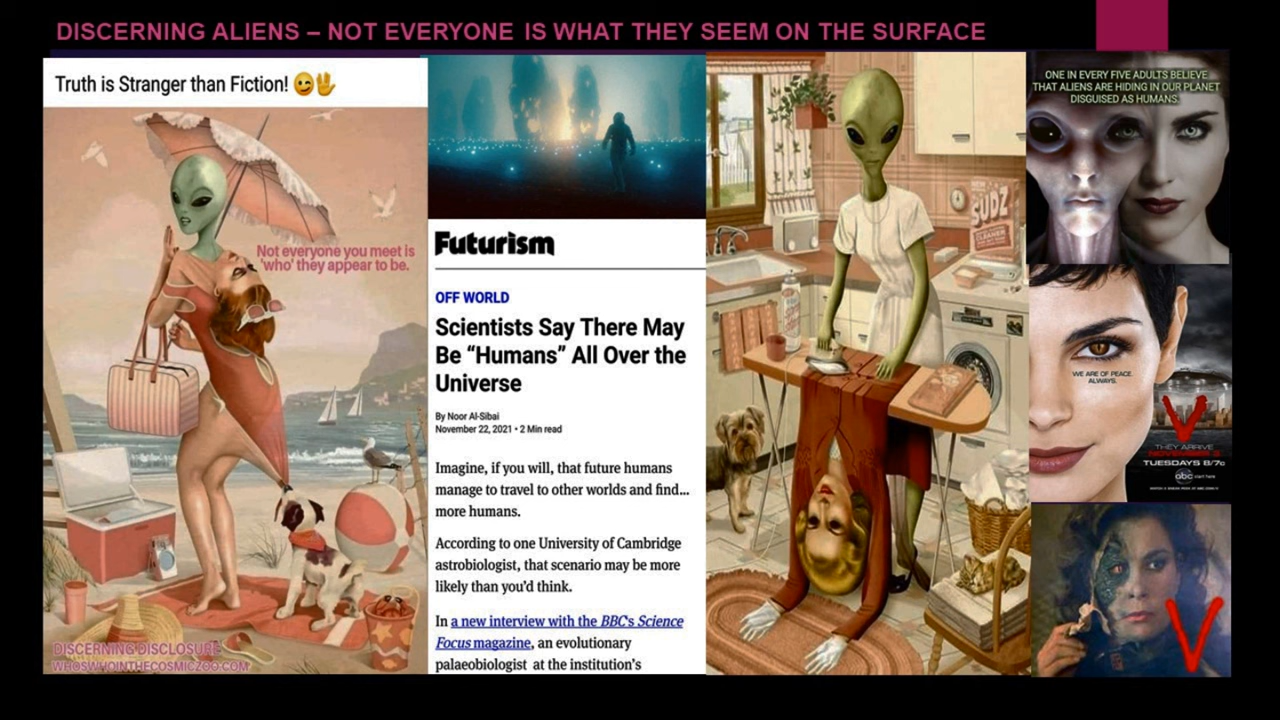 DISCERNING ALIENS – NOT EVERYONE IS WHAT THEY SEEM ON THE SURFACE
Truth is Stranger than Fiction! 😉🖖
Not everyone you meet is
'who' they appear to be.
DISCERNING DISCLOSURE
WHOSWHOINTHECOSMICZOO.COM
Futurism
OFF WORLD
Scientists Say There May
Be “Humans” All Over the
Universe
By Noor Al-Sibai
November 22, 2021 • 2 Min read
Imagine, if you will, that future humans
manage to travel to other worlds and find...
more humans.
According to one University of Cambridge
astrobiologist, that scenario may be more
likely than you'd think.
In a new interview with the BBC's Science
Focus magazine, an evolutionary
palaeobiologist at the institution's
SUDZ
CLEANER
ONE IN EVERY FIVE ADULTS BELIEVE
THAT ALIENS ARE HIDING IN OUR PLANET
DISGUISED AS HUMANS.
WE ARE OF PEACE.
ALWAYS.
V
THEY ARRIVE
NOVEMBER 3
TUESDAYS 8/7c
abc start here
V